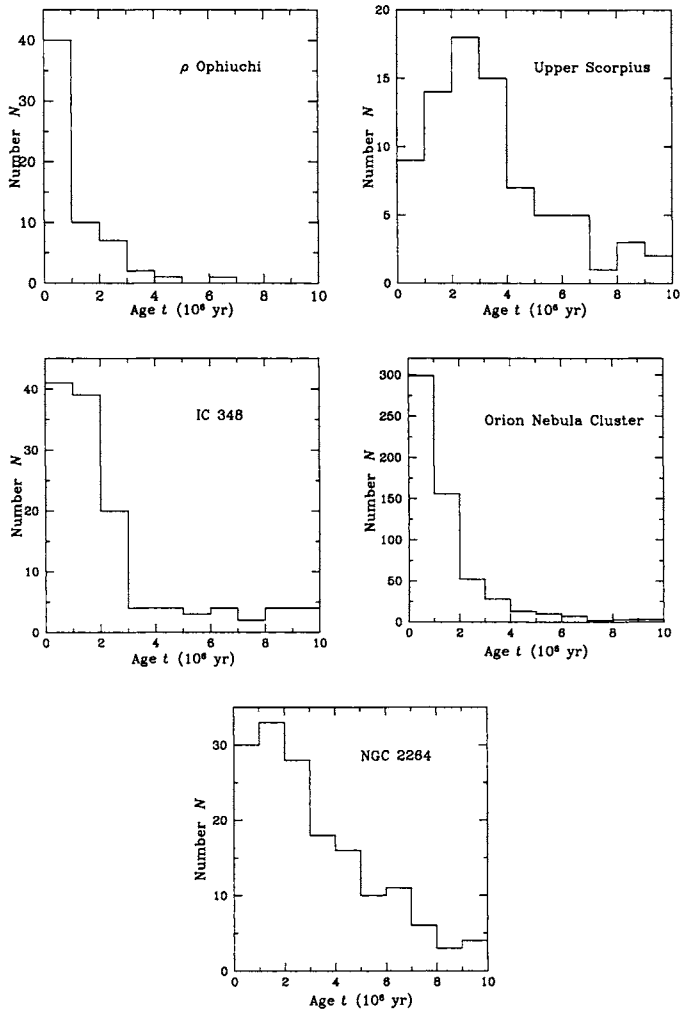 ρ Ophiuchi
Number N
40
30
20
10
0
0 2 4 6 8 10
Age t (10⁶ yr)
Upper Scorpius
Number N
20
15
10
5
0
0 2 4 6 8 10
Age t (10⁶ yr)
IC 348
Number N
40
30
20
10
0
0 2 4 6 8 10
Age t (10⁶ yr)
Orion Nebula Cluster
Number N
300
250
200
150
100
50
0
0 2 4 6 8 10
Age t (10⁶ yr)
NGC 2264
Number N
30
20
10
0
0 2 4 6 8 10
Age t (10⁶ yr)